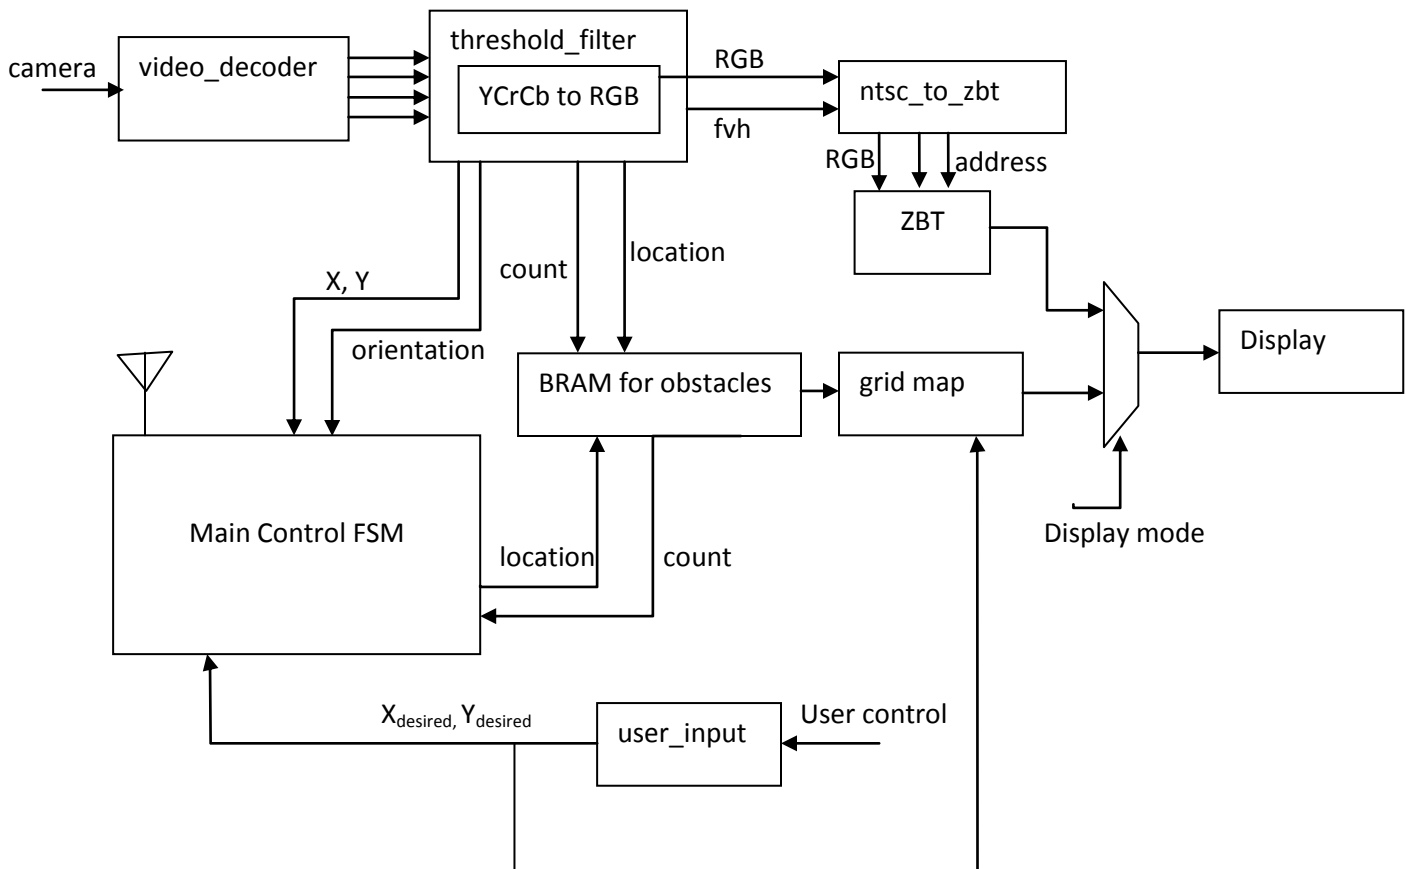 camera
video_decoder
threshold_filter
YCrCb to RGB
RGB
fvh
ntsc_to_zbt
RGB
address
ZBT
X, Y
orientation
count
location
BRAM for obstacles
grid map
Display
Display mode
Main Control FSM
location
count
Xdesired, Ydesired
user_input
User control